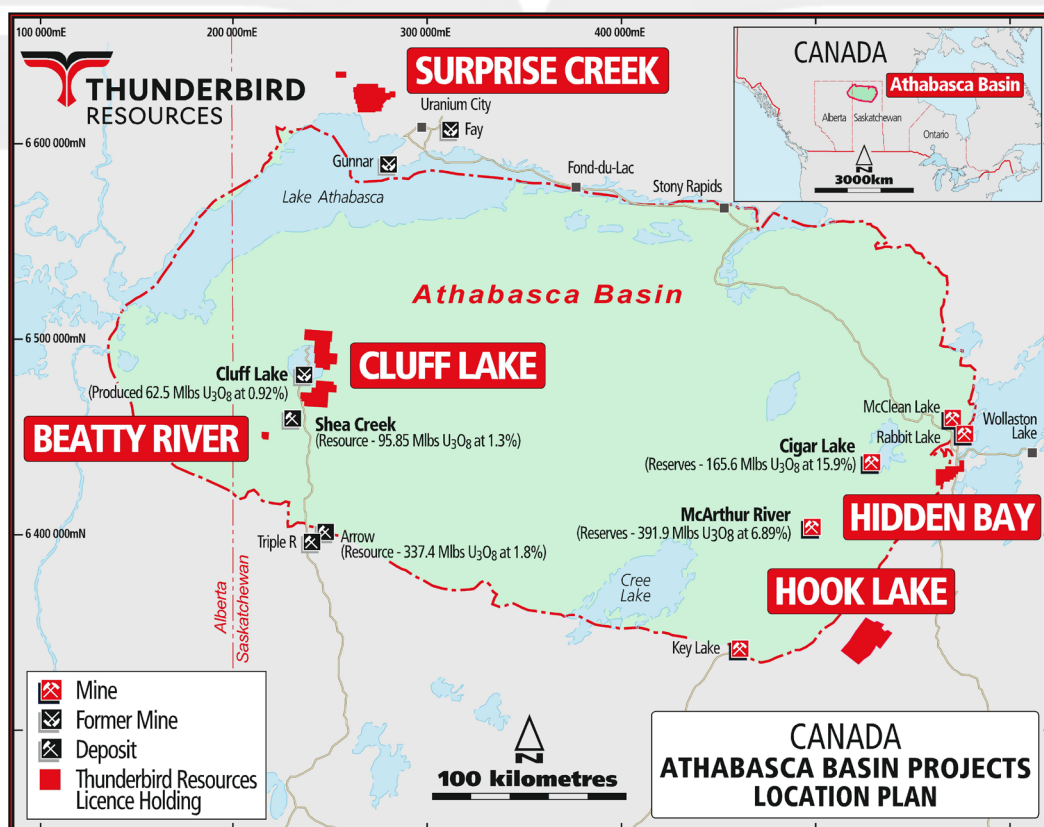 100 000mE
200 000mE
300 000mE
400 000mE
THUNDERBIRD
RESOURCES
SURPRISE CREEK
CANADA
Athabasca Basin
Alberta
Saskatchewan
Ontario
N
3000km
Uranium City
Fay
6 600 000mN
Gunnar
Lake Athabasca
Fond-du-Lac
Stony Rapids
Athabasca Basin
6 500 000mN
CLUFF LAKE
Cluff Lake
(Produced 62.5 Mlbs U₃O₈ at 0.92%)
BEATTY RIVER
Shea Creek
(Resource - 95.85 Mlbs U₃O₈ at 1.3%)
McClean Lake
Rabbit Lake
Wollaston
Lake
Cigar Lake
(Reserves - 165.6 Mlbs U₃O₈ at 15.9%)
HIDDEN BAY
McArthur River
(Reserves - 391.9 Mlbs U₃O₈ at 6.89%)
6 400 000mN
Triple R
Arrow
(Resource - 337.4 Mlbs U₃O₈ at 1.8%)
Cree
Lake
HOOK LAKE
Alberta
Saskatchewan
Key Lake
Mine
Former Mine
Deposit
Thunderbird Resources
Licence Holding
N
100 kilometres
CANADA
ATHABASCA BASIN PROJECTS
LOCATION PLAN